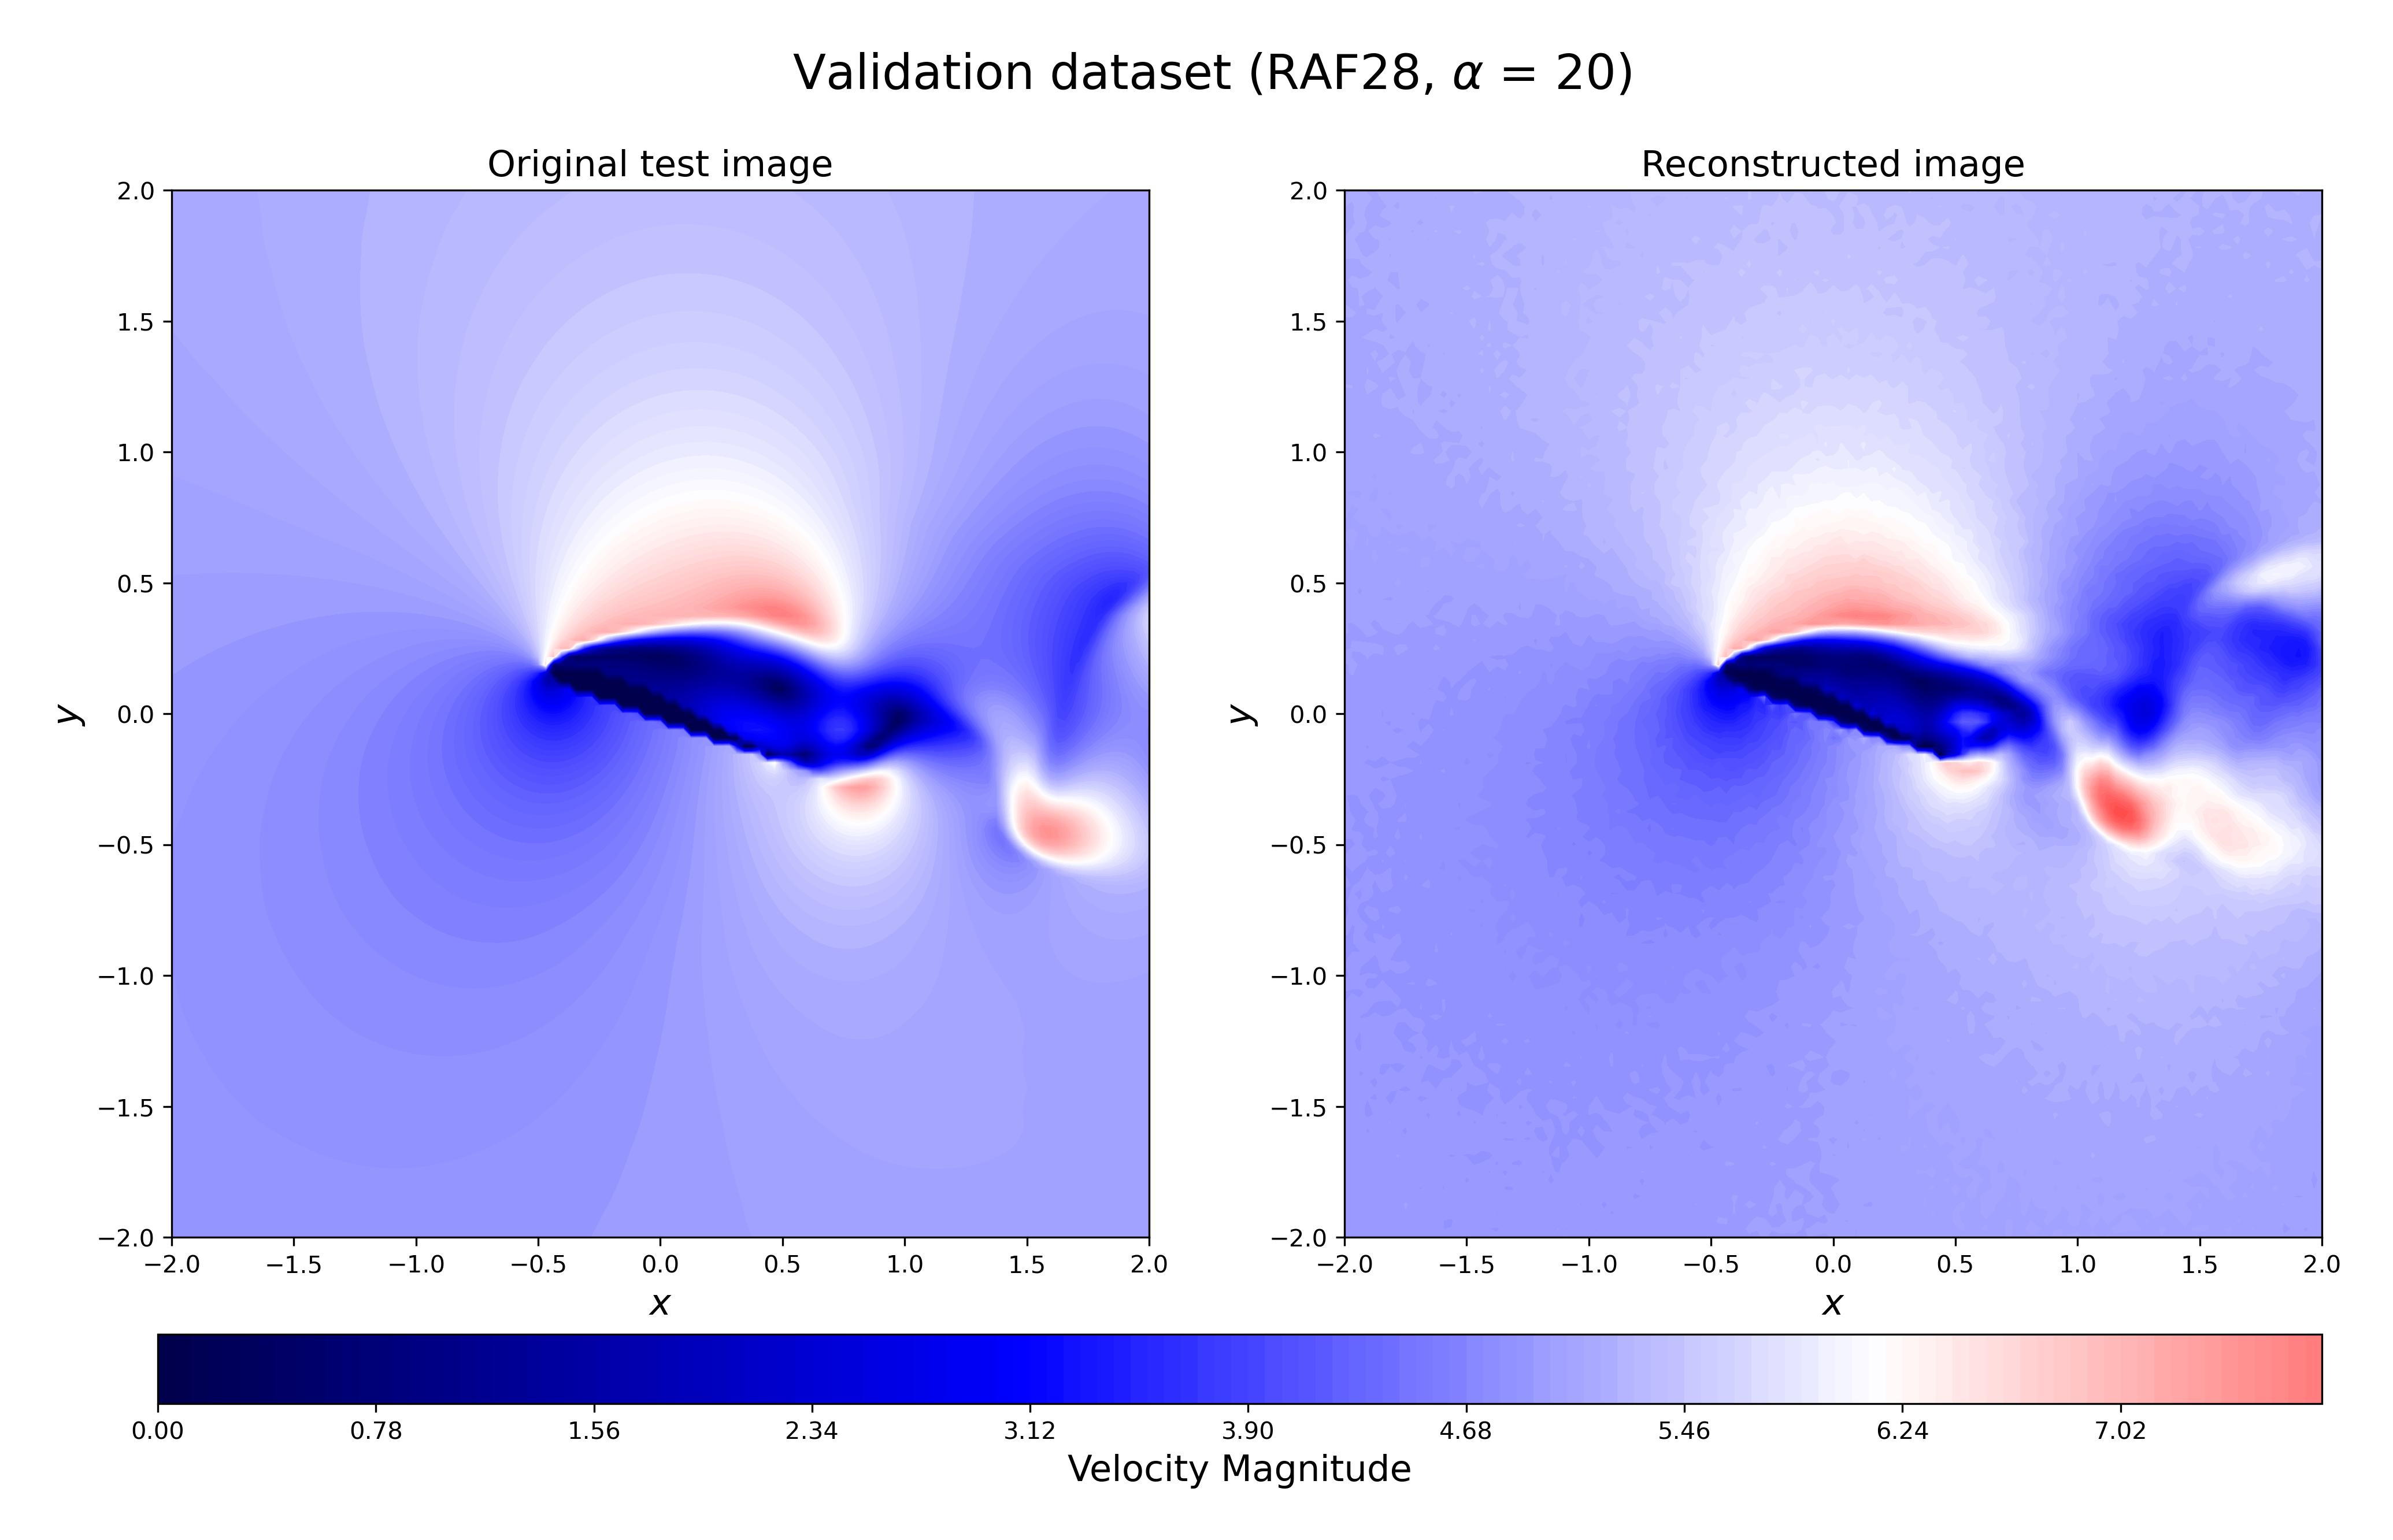 Validation dataset (RAF28, α = 20)
Original test image
Reconstructed image
2.0
1.5
1.0
0.5
0.0
−0.5
−1.0
−1.5
−2.0
y
−2.0 −1.5 −1.0 −0.5 0.0 0.5 1.0 1.5 2.0
x
2.0
1.5
1.0
0.5
0.0
−0.5
−1.0
−1.5
−2.0
y
−2.0 −1.5 −1.0 −0.5 0.0 0.5 1.0 1.5 2.0
x
0.00 0.78 1.56 2.34 3.12 3.90 4.68 5.46 6.24 7.02
Velocity Magnitude